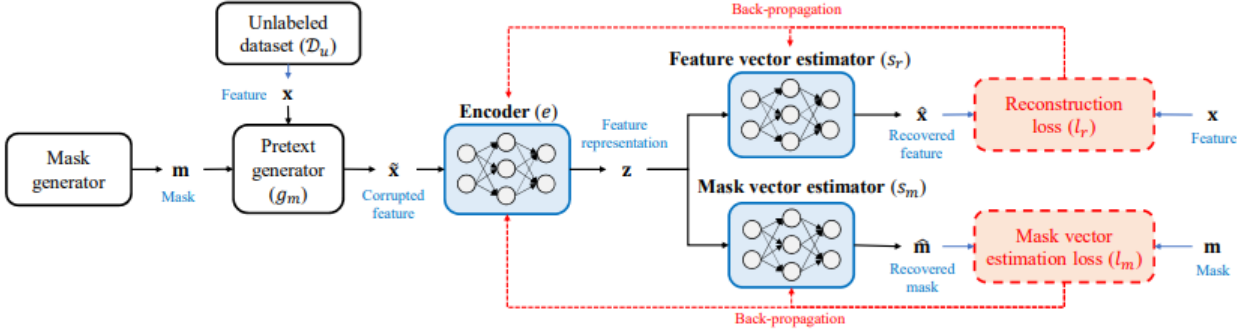 Back-propagation
Unlabeled
dataset (𝒟ᵤ)
Feature x
Mask
generator
m
Mask
Pretext
generator
(gₘ)
x̃
Corrupted
feature
Encoder (e)
Feature
representation
z
Feature vector estimator (sᵣ)
x̂
Recovered
feature
Reconstruction
loss (lᵣ)
x
Feature
Mask vector estimator (sₘ)
m̂
Recovered
mask
Mask vector
estimation loss (lₘ)
m
Mask
Back-propagation